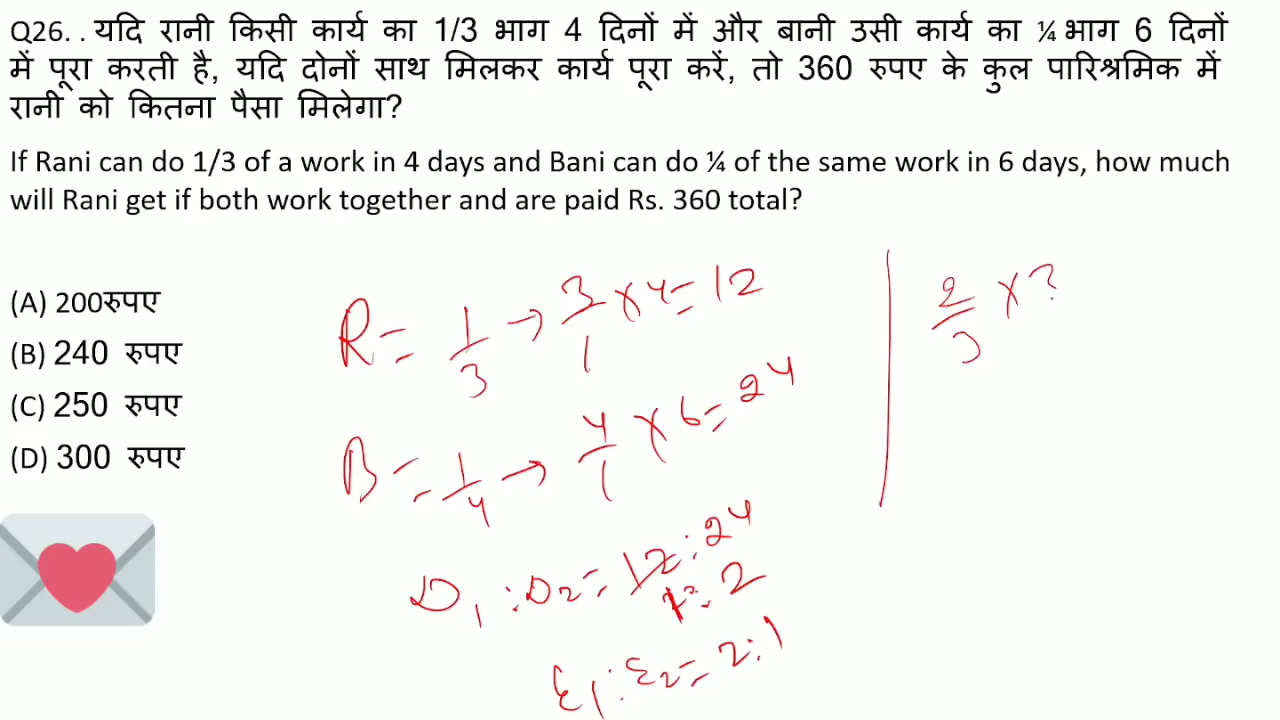 Q26. . यदि रानी किसी कार्य का 1/3 भाग 4 दिनों में और बानी उसी कार्य का ¼ भाग 6 दिनों
में पूरा करती है, यदि दोनों साथ मिलकर कार्य पूरा करें, तो 360 रुपए के कुल पारिश्रमिक में
रानी को कितना पैसा मिलेगा?
If Rani can do 1/3 of a work in 4 days and Bani can do ¼ of the same work in 6 days, how much
will Rani get if both work together and are paid Rs. 360 total?
(A) 200रुपए
(B) 240 रुपए
(C) 250 रुपए
(D) 300 रुपए
R = 1/3 → 3/1 x 4 = 12
B = 1/4 → 4/1 x 6 = 24
D1 : D2 = 12 : 24
1 : 2
E1 : E2 = 2 : 1
2/3 x ?